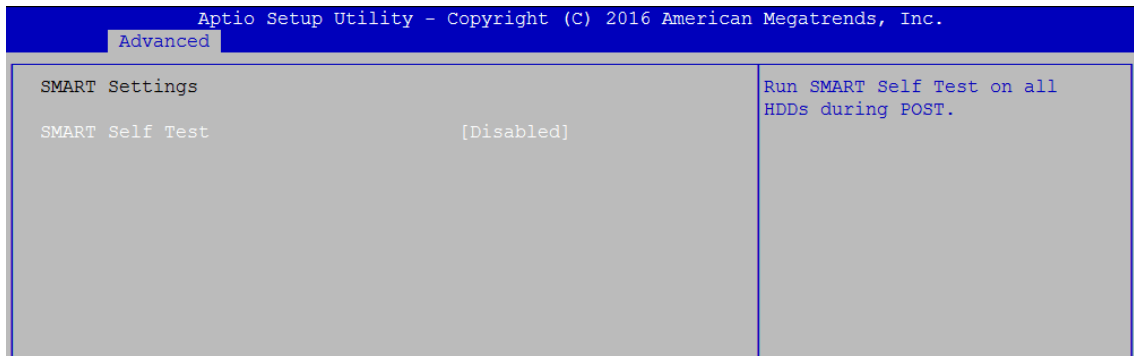 Aptio Setup Utility - Copyright (C) 2016 American Megatrends, Inc.
Advanced
SMART Settings
SMART Self Test [Disabled]
Run SMART Self Test on all
HDDs during POST.